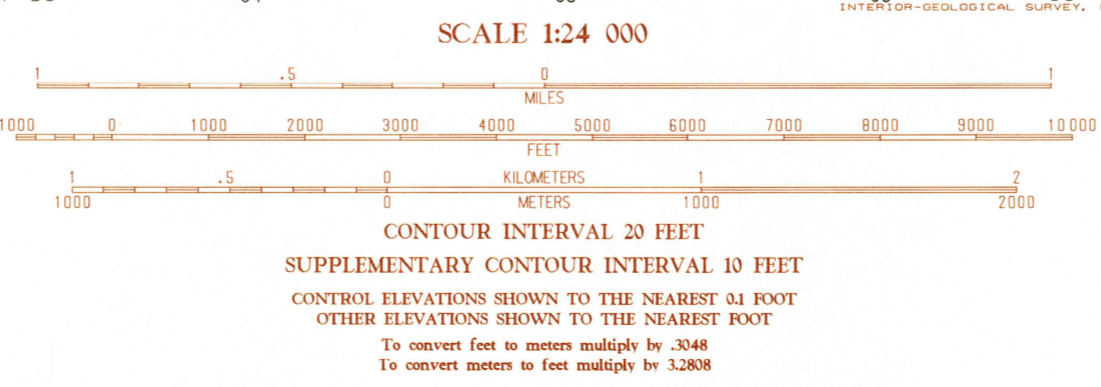 INTERIOR-GEOLOGICAL SURVEY,
SCALE 1:24 000
1 .5 0 1
MILES
1000 0 1000 2000 3000 4000 5000 6000 7000 8000 9000 10 000
FEET
1 .5 0 KILOMETERS 1 2
1000 0 METERS 1000 2000
CONTOUR INTERVAL 20 FEET
SUPPLEMENTARY CONTOUR INTERVAL 10 FEET
CONTROL ELEVATIONS SHOWN TO THE NEAREST 0.1 FOOT
OTHER ELEVATIONS SHOWN TO THE NEAREST FOOT
To convert feet to meters multiply by .3048
To convert meters to feet multiply by 3.2808